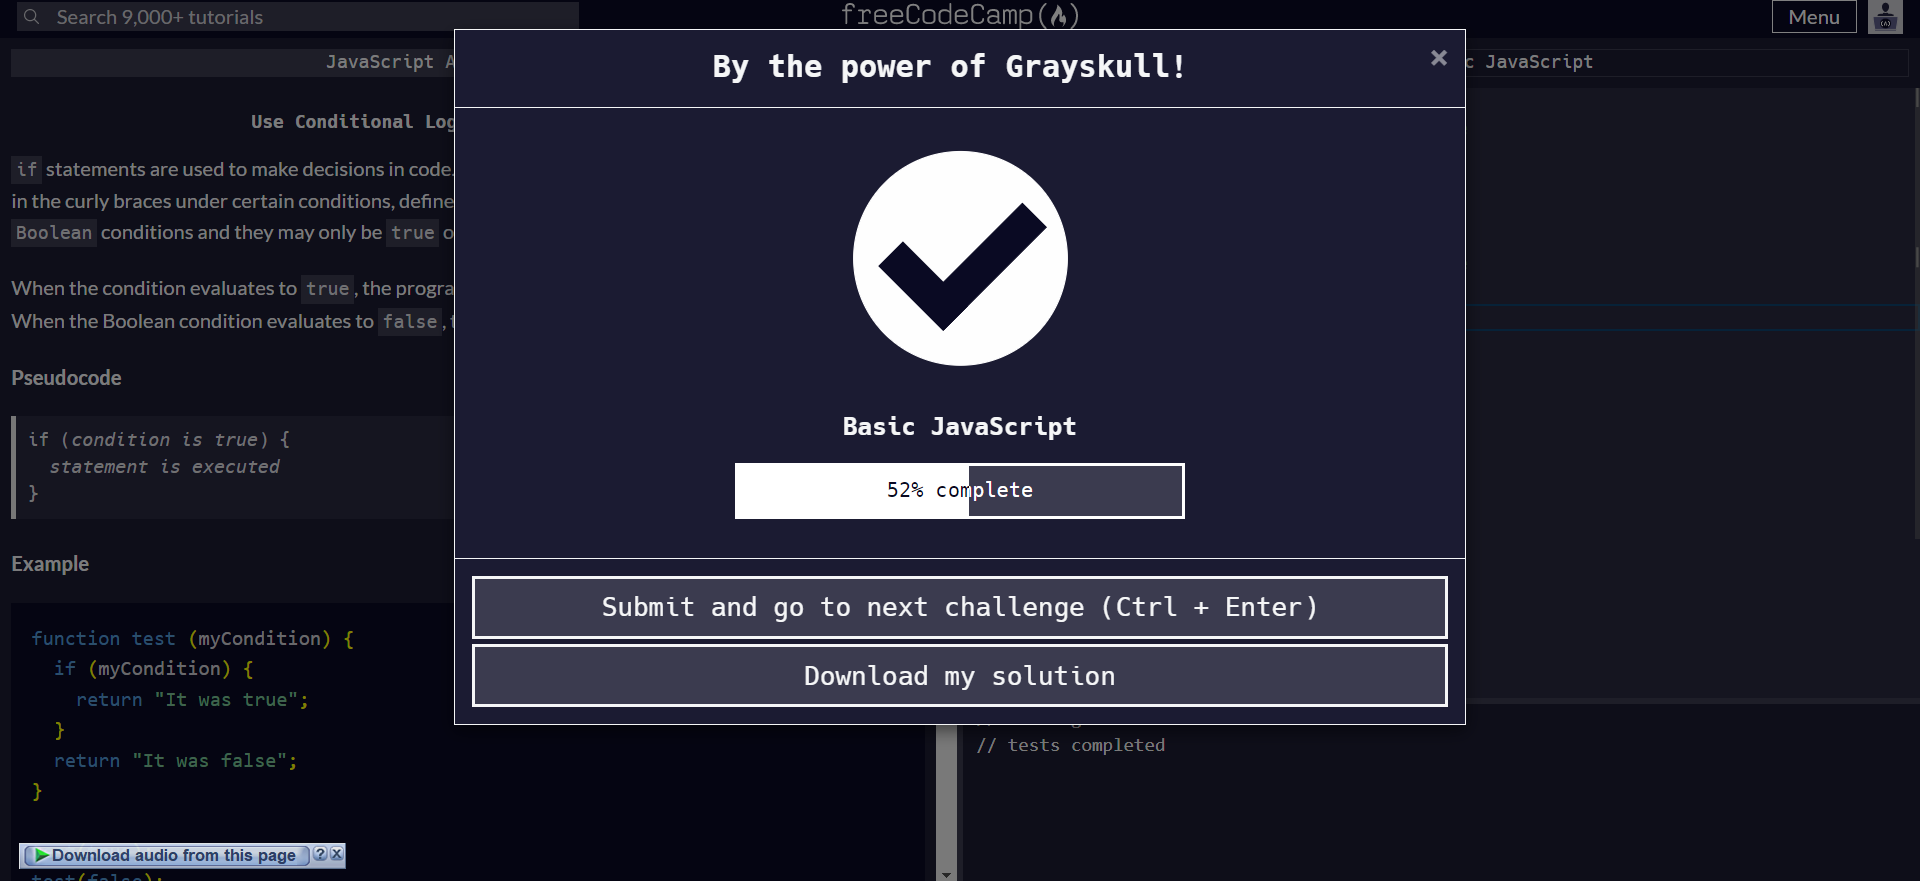 Search 9,000+ tutorials
freeCodeCamp
Menu
JavaScript
JavaScript
Use Conditional
if statements are used to make decisions in code.
in the curly braces under certain conditions,
Boolean conditions and they may only be true
When the condition evaluates to true, the
When the Boolean condition evaluates to false,
Pseudocode
if (condition is true) {
statement is executed
}
Example
function test (myCondition) {
if (myCondition) {
return "It was true";
}
return "It was false";
}
Download audio from this page ? X
test(false);
By the power of Grayskull!
×
Basic JavaScript
52% complete
Submit and go to next challenge (Ctrl + Enter)
Download my solution
// tests completed